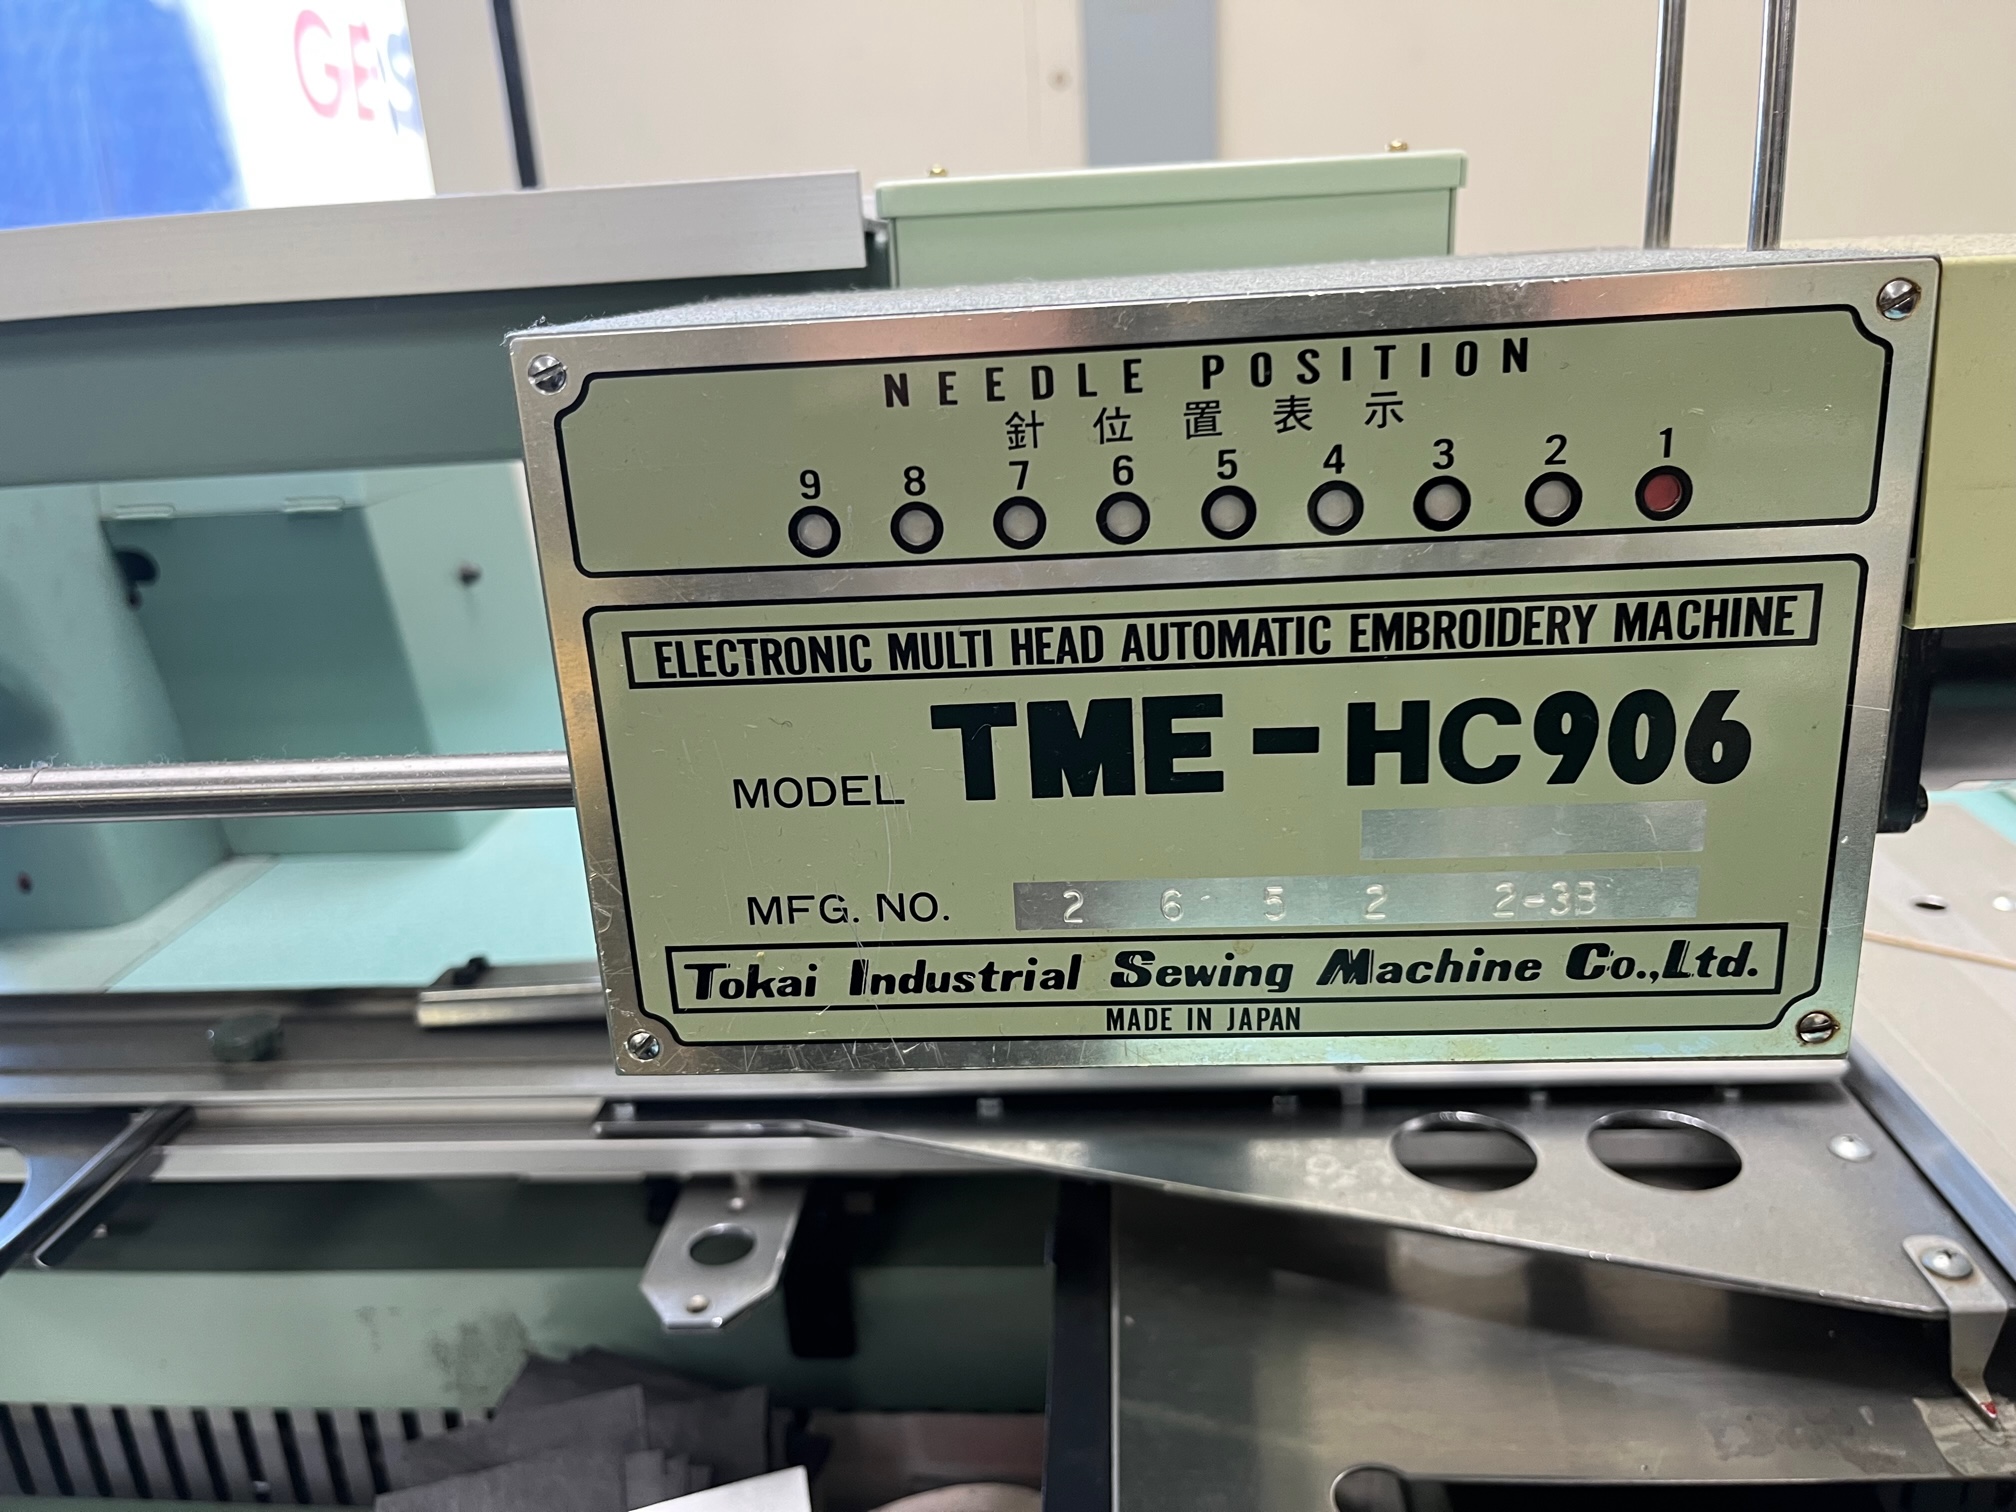 NEEDLE POSITION
針位置表示
9 8 7 6 5 4 3 2 1
ELECTRONIC MULTI HEAD AUTOMATIC EMBROIDERY MACHINE
MODEL TME-HC906
MFG. NO. 2 6 5 2 2-3B
Tokai Industrial Sewing Machine Co.,Ltd.
MADE IN JAPAN